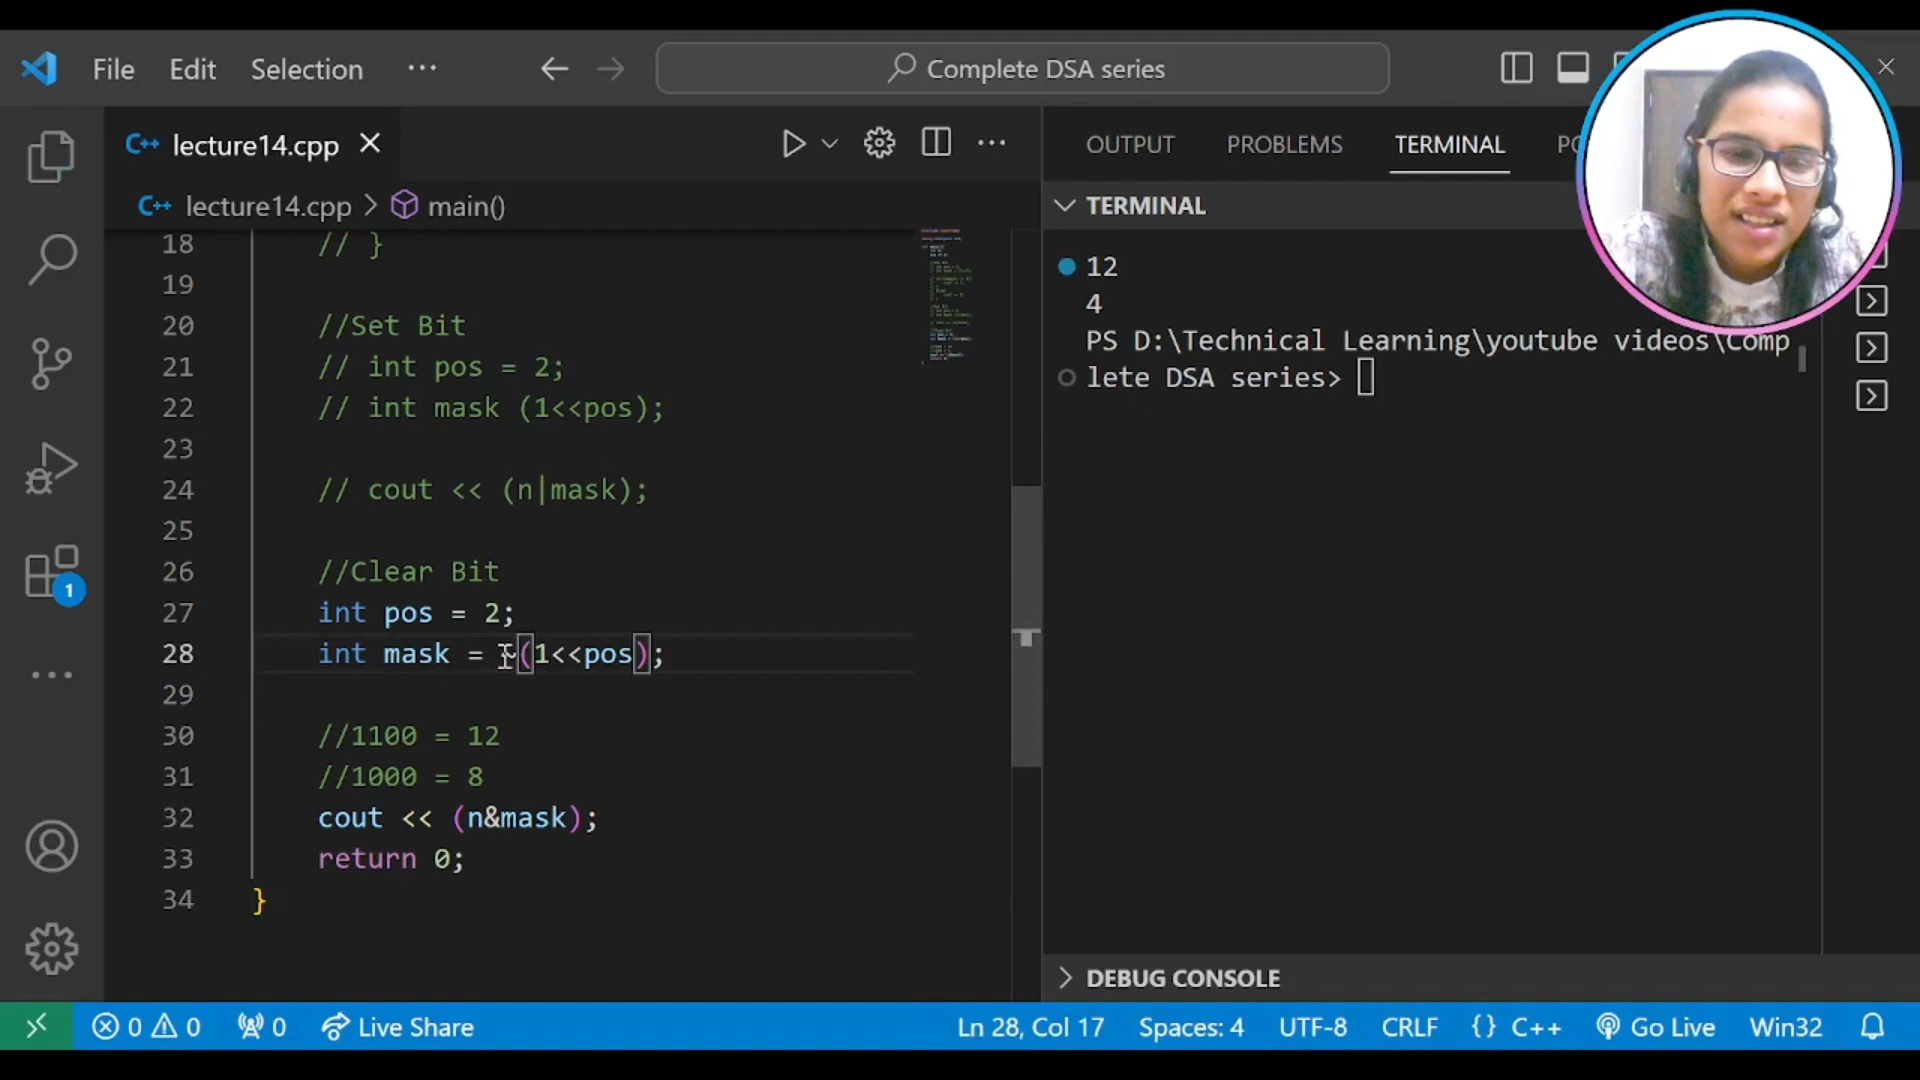 File Edit Selection ··· Complete DSA series
lecture14.cpp
lecture14.cpp > main()
18 // }
19
20 //Set Bit
21 // int pos = 2;
22 // int mask (1<<pos);
23
24 // cout << (n|mask);
25
26 //Clear Bit
27 int pos = 2;
28 int mask = ~(1<<pos);
29
30 //1100 = 12
31 //1000 = 8
32 cout << (n&mask);
33 return 0;
34 }
OUTPUT PROBLEMS TERMINAL PO
TERMINAL
12
4
PS D:\Technical Learning\youtube videos\Comp
lete DSA series>
DEBUG CONSOLE
1
0 0 0 Live Share Ln 28, Col 17 Spaces: 4 UTF-8 CRLF {} C++ Go Live Win32